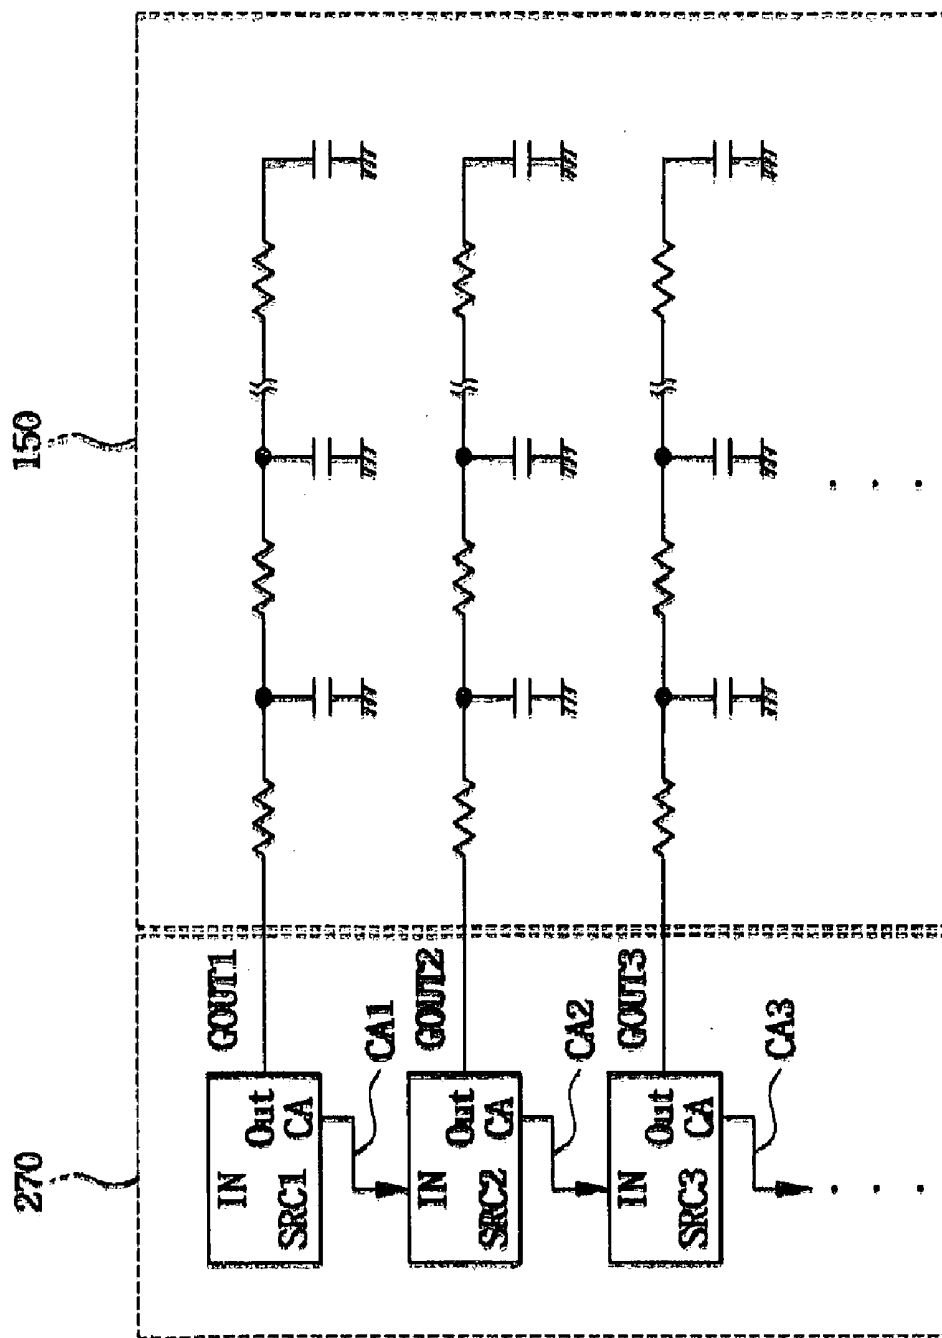 270
150
IN
Out
SRC1
CA
GOUT1
CA1
IN
Out
SRC2
CA
GOUT2
CA2
IN
Out
SRC3
CA
GOUT3
CA3